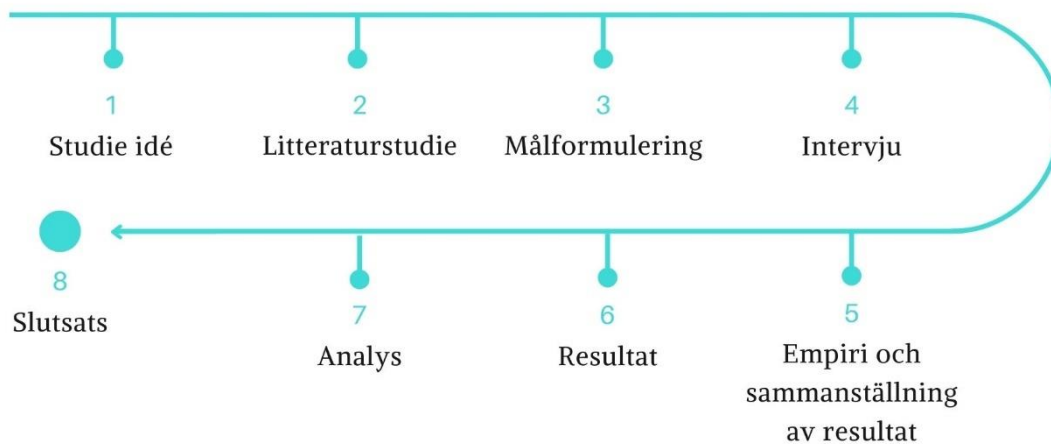 1
Studie idé
2
Litteraturstudie
3
Målformulering
4
Intervju
5
Empiri och
sammanställning
av resultat
6
Resultat
7
Analys
8
Slutsats